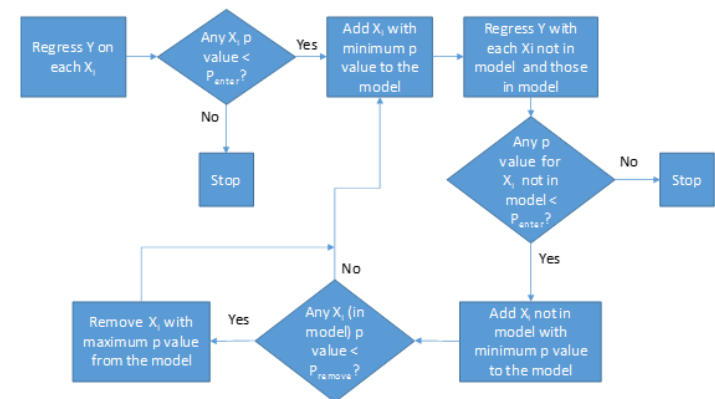 Regress Y on
each Xi
Any Xi p
value <
Penter?
Yes
No
Stop
Add Xi with
minimum p
value to the
model
Regress Y with
each Xi not in
model and those
in model
Any p
value for
Xi not in
model <
Penter?
No
Stop
Yes
Add Xi not in
model with
minimum p value
to the model
Any Xi (in
model) p
value <
Premove?
No
Yes
Remove Xi with
maximum p value
from the model